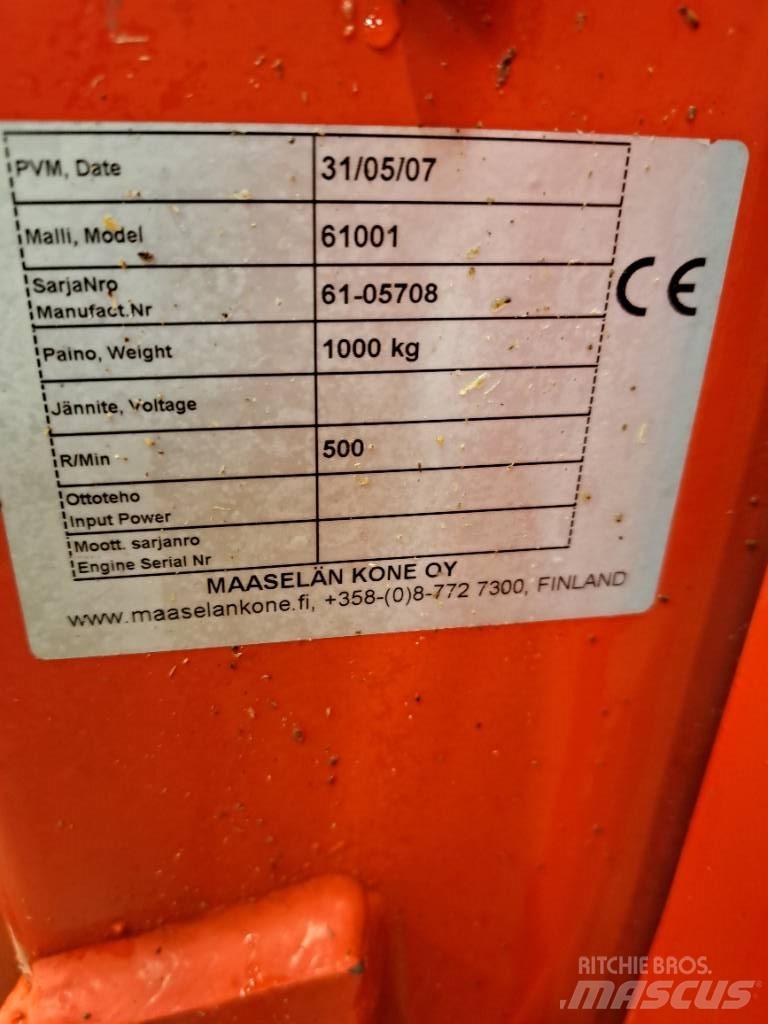 PVM, Date 31/05/07
Malli, Model 61001
SarjaNro
Manufact.Nr 61-05708
Paino, Weight 1000 kg
Jännite, Voltage
R/Min 500
Ottoteho
Input Power
Moott. sarjanro
Engine Serial Nr
CE
MAASELÄN KONE OY
www.maaselankone.fi, +358-(0)8-772 7300, FINLAND
RITCHIE BROS.
MASCUS